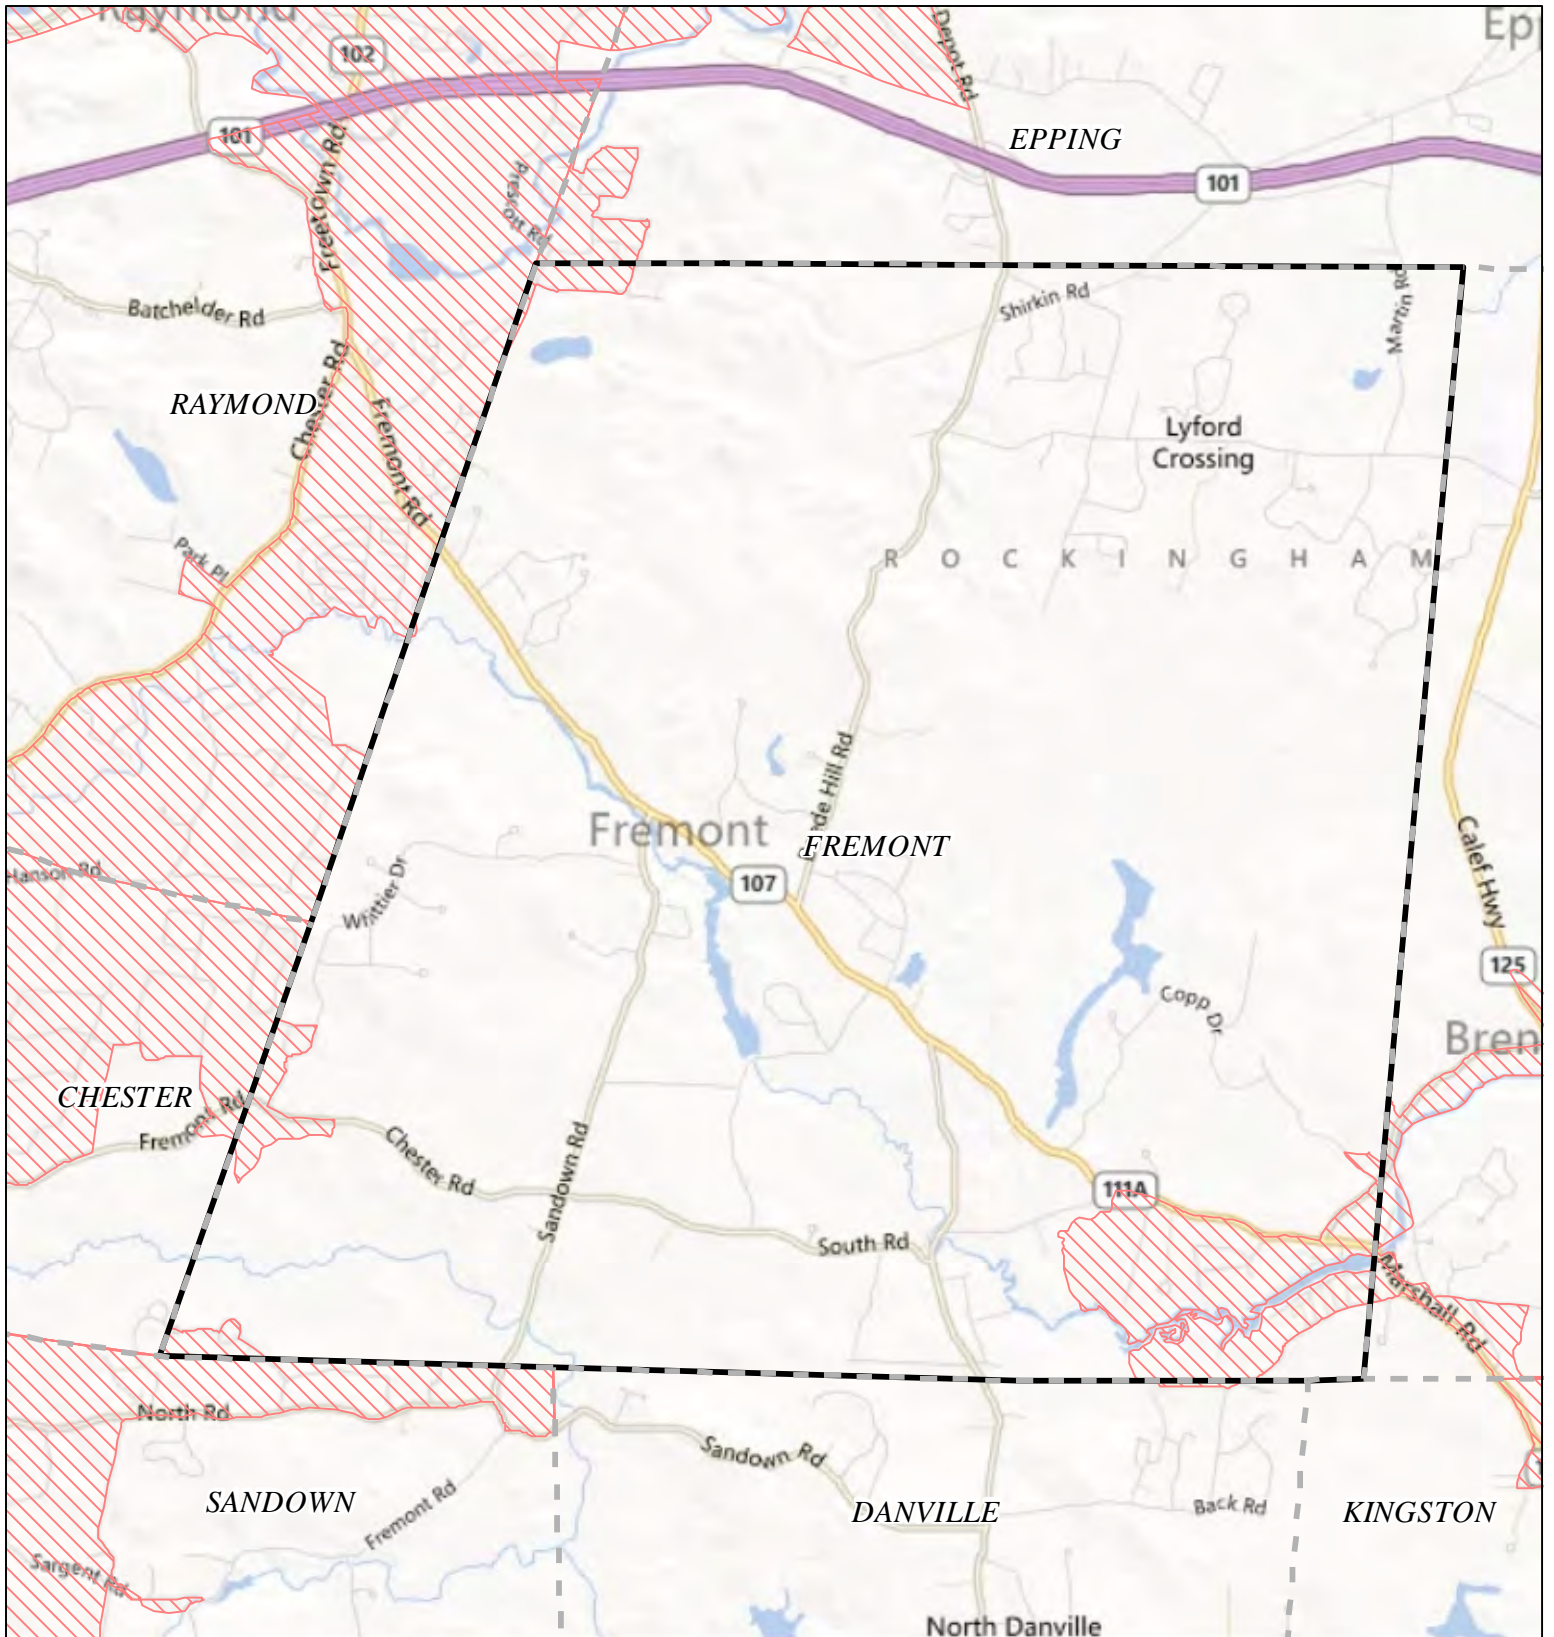 Raymond
102
Depot Rd
101
EPPING
Freetown Rd
Prescott Rd
101
Batchelder Rd
Shirkin Rd
Martin Rd
Chester Rd
RAYMOND
Fremont Rd
Lyford
Crossing
Park Pl
ROCKINGHAM
Fremont
FREMONT
107
Hanson Rd
Whittier Dr
Calef Hwy
125
Copp Dr
CHESTER
Fremont Rd
Chester Rd
Sandown Rd
111A
South Rd
Marshall Rd
North Rd
Sandown Rd
SANDOWN
Fremont Rd
DANVILLE
Back Rd
KINGSTON
Sargent Rd
North Danville